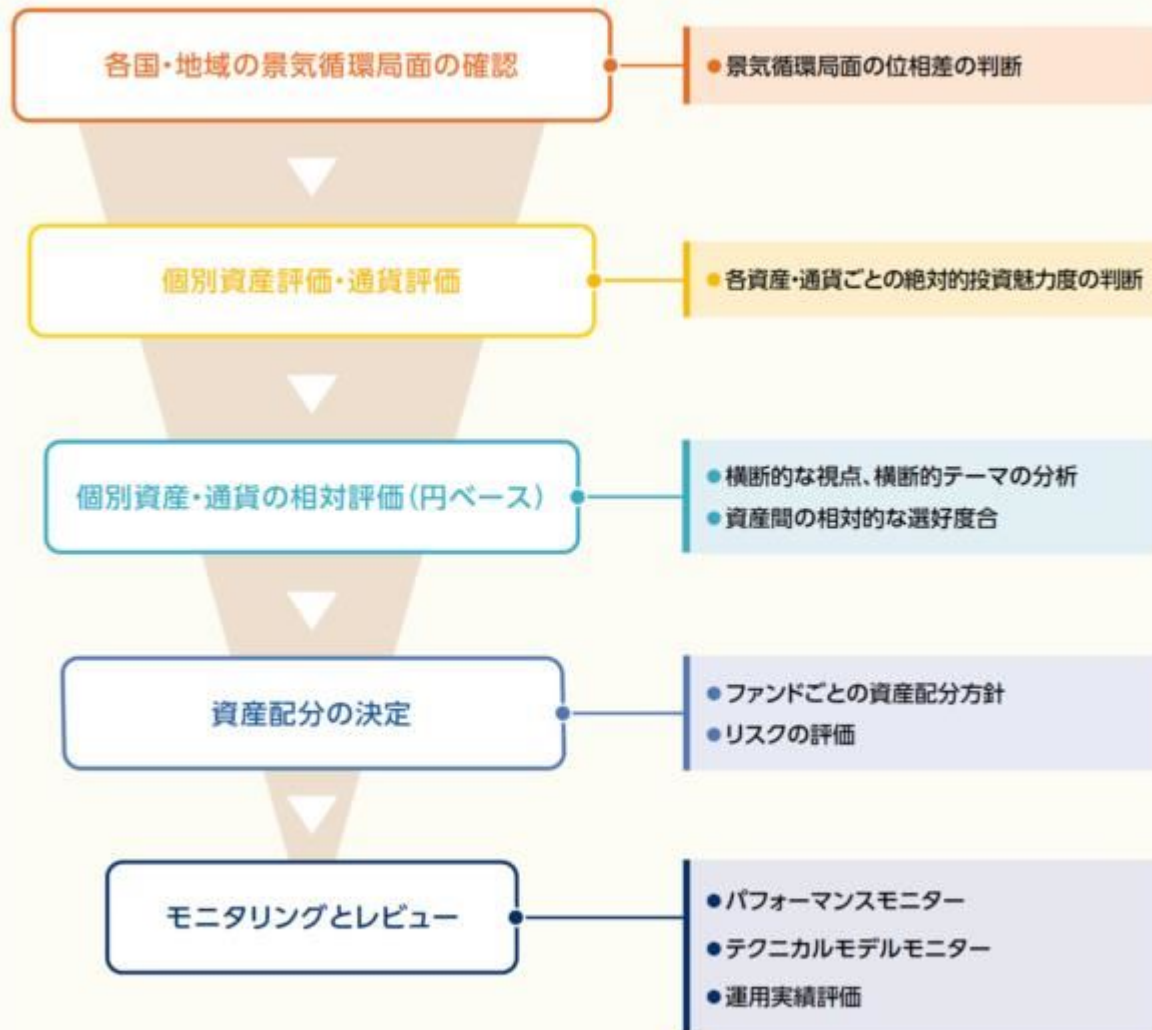 各国・地域の景気循環局面の確認
●景気循環局面の位相差の判断
個別資産評価・通貨評価
●各資産・通貨ごとの絶対的投資魅力度の判断
個別資産・通貨の相対評価(円ベース)
●横断的な視点、横断的テーマの分析
●資産間の相対的な選好度合
資産配分の決定
●ファンドごとの資産配分方針
●リスクの評価
モニタリングとレビュー
●パフォーマンスモニター
●テクニカルモデルモニター
●運用実績評価